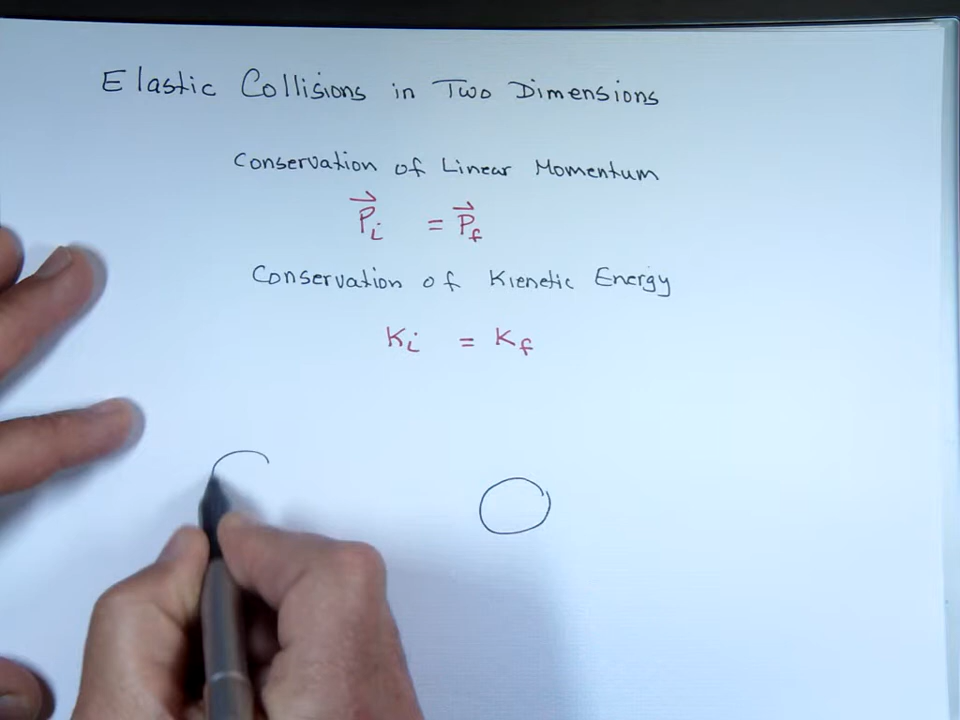 Elastic Collisions in Two Dimensions
Conservation of Linear Momentum
P⃗i = P⃗f
Conservation of Kienetic Energy
Ki = Kf